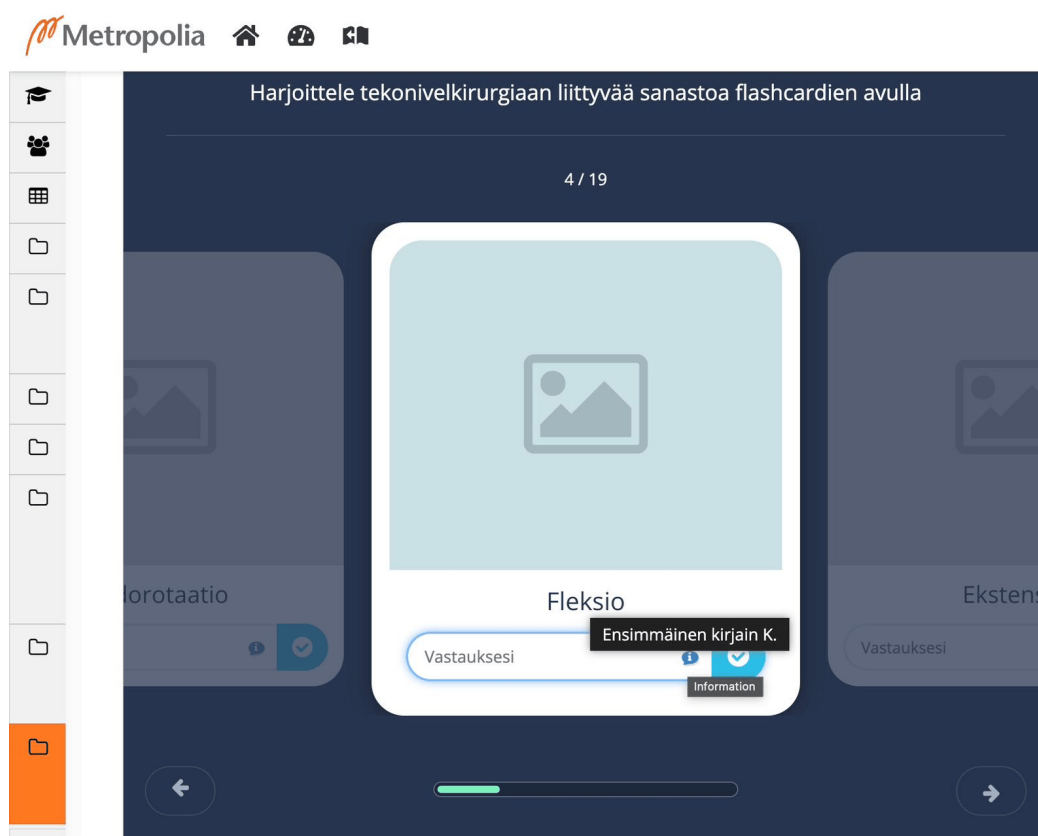 Metropolia
Harjoittele tekonivelkirurgiaan liittyvää sanastoa flashcardien avulla
4 / 19
lorotaatio
Fleksio
Ekstens
Ensimmäinen kirjain K.
Vastauksesi
Vastauksesi
Information